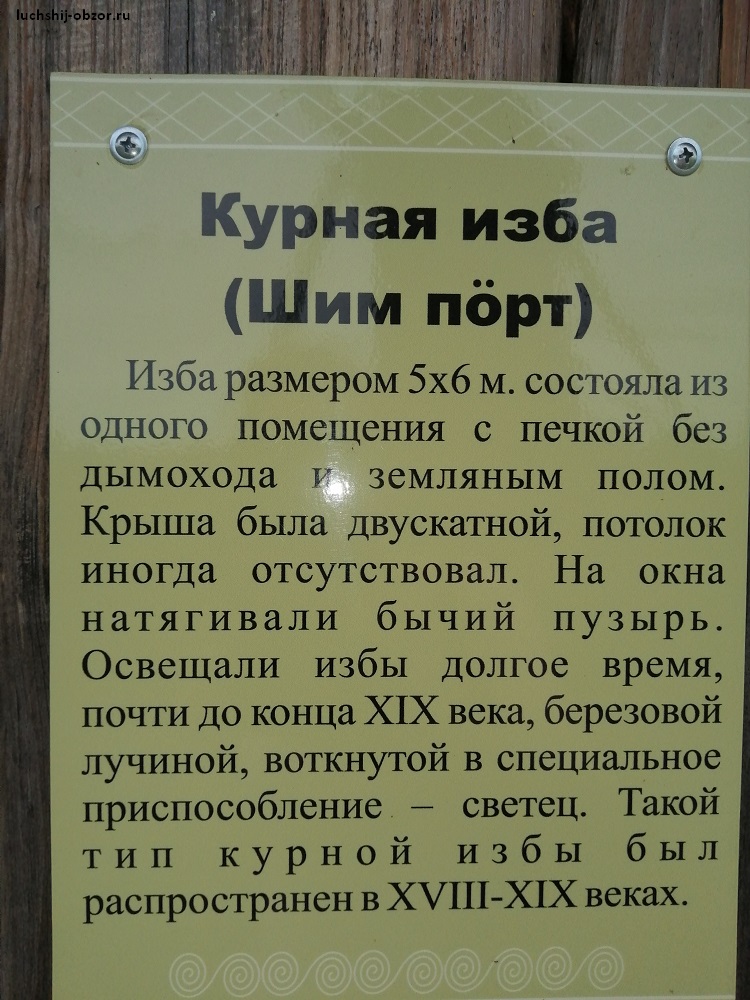 luchshij-obzor.ru
Курная изба
(Шим пӧрт)
Изба размером 5х6 м. состояла из
одного помещения с печкой без
дымохода и земляным полом.
Крыша была двускатной, потолок
иногда отсутствовал. На окна
натягивали бычий пузырь.
Освещали избы долгое время,
почти до конца XIX века, березовой
лучиной, воткнутой в специальное
приспособление – светец. Такой
тип курной избы был
распространен в XVIII-XIX веках.